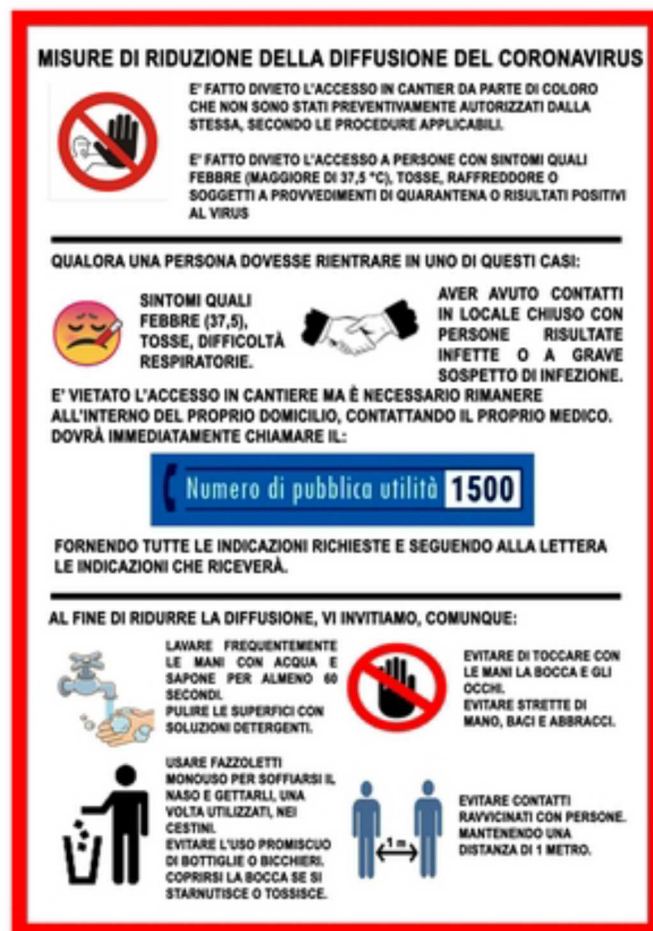 MISURE DI RIDUZIONE DELLA DIFFUSIONE DEL CORONAVIRUS
E' FATTO DIVIETO L'ACCESSO IN CANTIER DA PARTE DI COLORO
CHE NON SONO STATI PREVENTIVAMENTE AUTORIZZATI DALLA
STESSA, SECONDO LE PROCEDURE APPLICABILI.
E' FATTO DIVIETO L'ACCESSO A PERSONE CON SINTOMI QUALI
FEBBRE (MAGGIORE DI 37,5 °C), TOSSE, RAFFREDDORE O
SOGGETTI A PROVVEDIMENTI DI QUARANTENA O RISULTATI POSITIVI
AL VIRUS
QUALORA UNA PERSONA DOVESSE RIENTRARE IN UNO DI QUESTI CASI:
SINTOMI QUALI
FEBBRE (37,5),
TOSSE, DIFFICOLTÀ
RESPIRATORIE.
AVER AVUTO CONTATTI
IN LOCALE CHIUSO CON
PERSONE RISULTATE
INFETTE O A GRAVE
SOSPETTO DI INFEZIONE.
E' VIETATO L'ACCESSO IN CANTIERE MA È NECESSARIO RIMANERE
ALL'INTERNO DEL PROPRIO DOMICILIO, CONTATTANDO IL PROPRIO MEDICO.
DOVRÀ IMMEDIATAMENTE CHIAMARE IL:
Numero di pubblica utilità 1500
FORNENDO TUTTE LE INDICAZIONI RICHIESTE E SEGUENDO ALLA LETTERA
LE INDICAZIONI CHE RICEVERÀ.
AL FINE DI RIDURRE LA DIFFUSIONE, VI INVITIAMO, COMUNQUE:
LAVARE FREQUENTEMENTE
LE MANI CON ACQUA E
SAPONE PER ALMENO 60
SECONDI.
PULIRE LE SUPERFICI CON
SOLUZIONI DETERGENTI.
EVITARE DI TOCCARE CON
LE MANI LA BOCCA E GLI
OCCHI.
EVITARE STRETTE DI
MANO, BACI E ABBRACCI.
USARE FAZZOLETTI
MONOUSO PER SOFFIARSI IL
NASO E GETTARLI, UNA
VOLTA UTILIZZATI, NEI
CESTINI.
EVITARE L'USO PROMISCUO
DI BOTTIGLIE O BICCHIERI.
COPRIRSI LA BOCCA SE SI
STARNUTISCE O TOSSISCE.
1 m
EVITARE CONTATTI
RAVVICINATI CON PERSONE.
MANTENENDO UNA
DISTANZA DI 1 METRO.